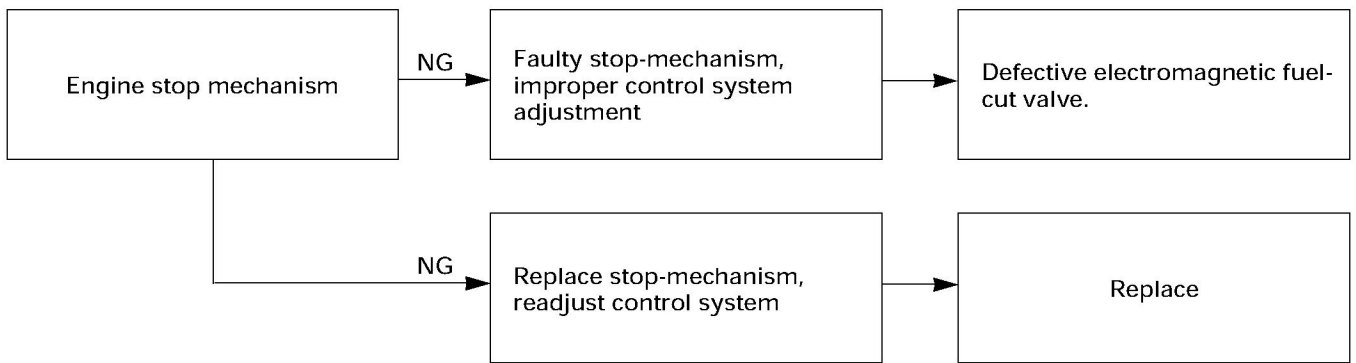 Engine stop mechanism
NG
Faulty stop-mechanism,
improper control system
adjustment
Defective electromagnetic fuel-
cut valve.
NG
Replace stop-mechanism,
readjust control system
Replace